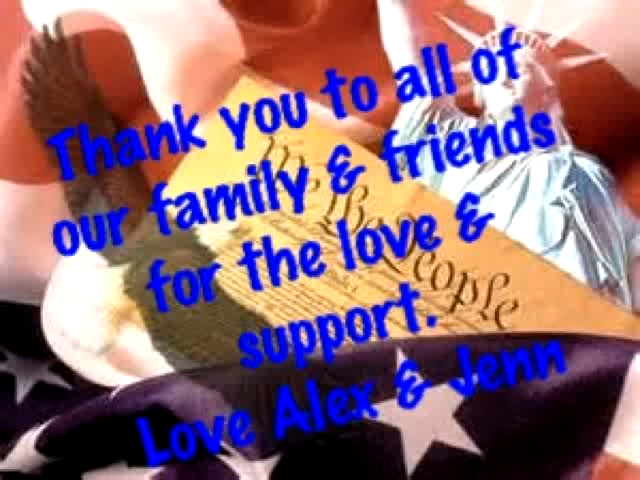 Thank you to all of
our family & friends
for the love &
support.
Love Alex & Jenn
We the People